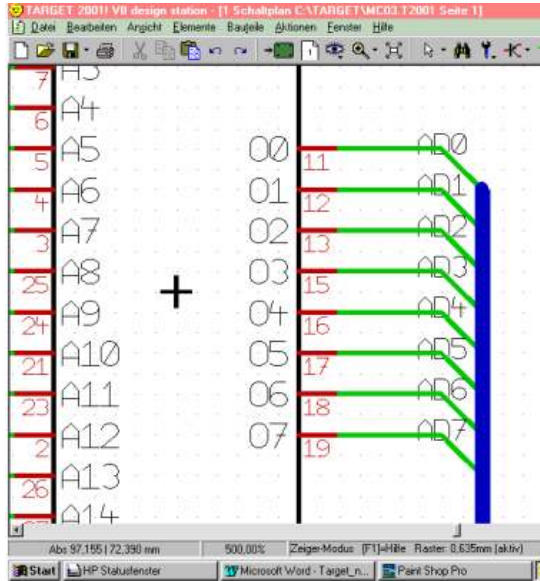 TARGET 2001! V8 design station - [1 Schaltplan C:\TARGET\MC03.T2001 Seite 1]
Datei Bearbeiten Ansicht Elemente Bauteile Aktionen Fenster Hilfe
7 A3
6 A4
5 A5 O0 11 AD0
4 A6 O1 12 AD1
3 A7 O2 13 AD2
25 A8 O3 15 AD3
24 A9 O4 16 AD4
21 A10 O5 17 AD5
23 A11 O6 18 AD6
2 A12 O7 19 AD7
26 A13
27 A14
Abs 97,155 | 72,390 mm 500,00% Zeiger-Modus [F1]=Hilfe Raster: 0,635mm (aktiv)
Start HP Statusfenster Microsoft Word - Target_n... Paint Shop Pro